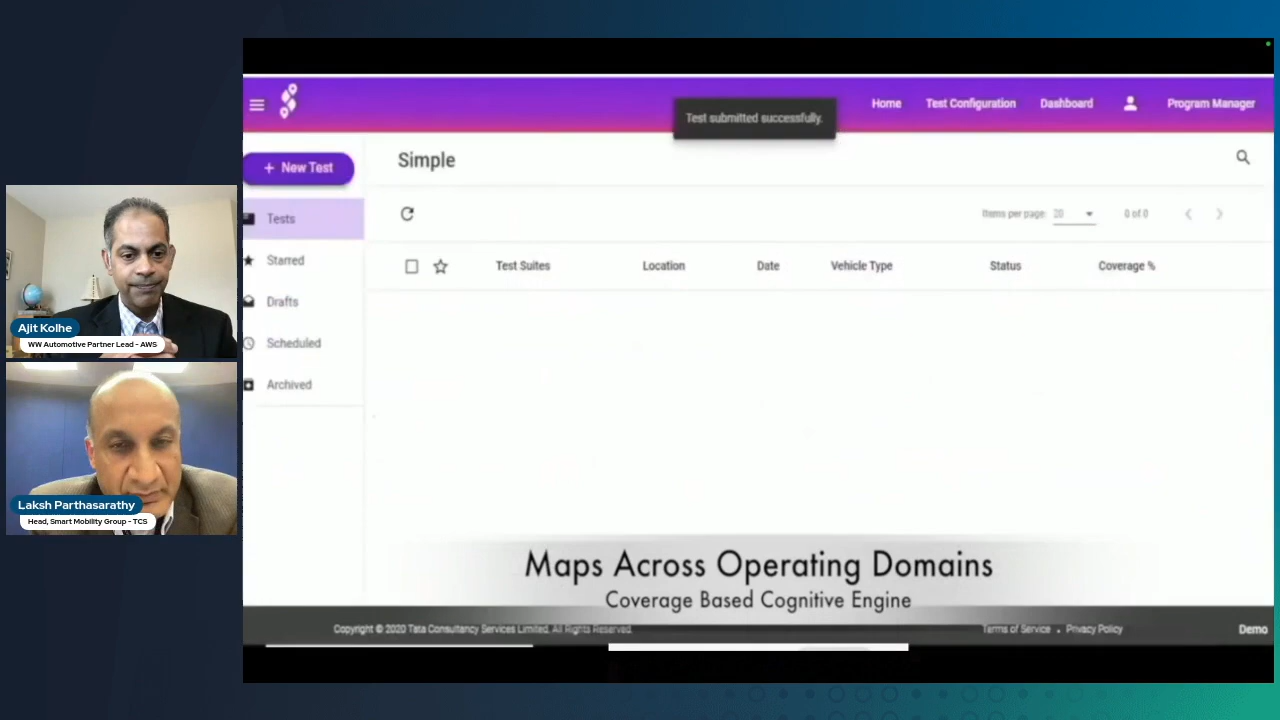 Home Test Configuration Dashboard Program Manager
Test submitted successfully.
+ New Test
Simple
Tests
Starred
Drafts
Scheduled
Archived
Items per page: 20 0 of 0
Test Suites Location Date Vehicle Type Status Coverage %
Ajit Kolhe
WW Automotive Partner Lead - AWS
Laksh Parthasarathy
Head, Smart Mobility Group - TCS
Maps Across Operating Domains
Coverage Based Cognitive Engine
Copyright © 2020 Tata Consultancy Services Limited. All Rights Reserved.
Terms of Service . Privacy Policy
Demo